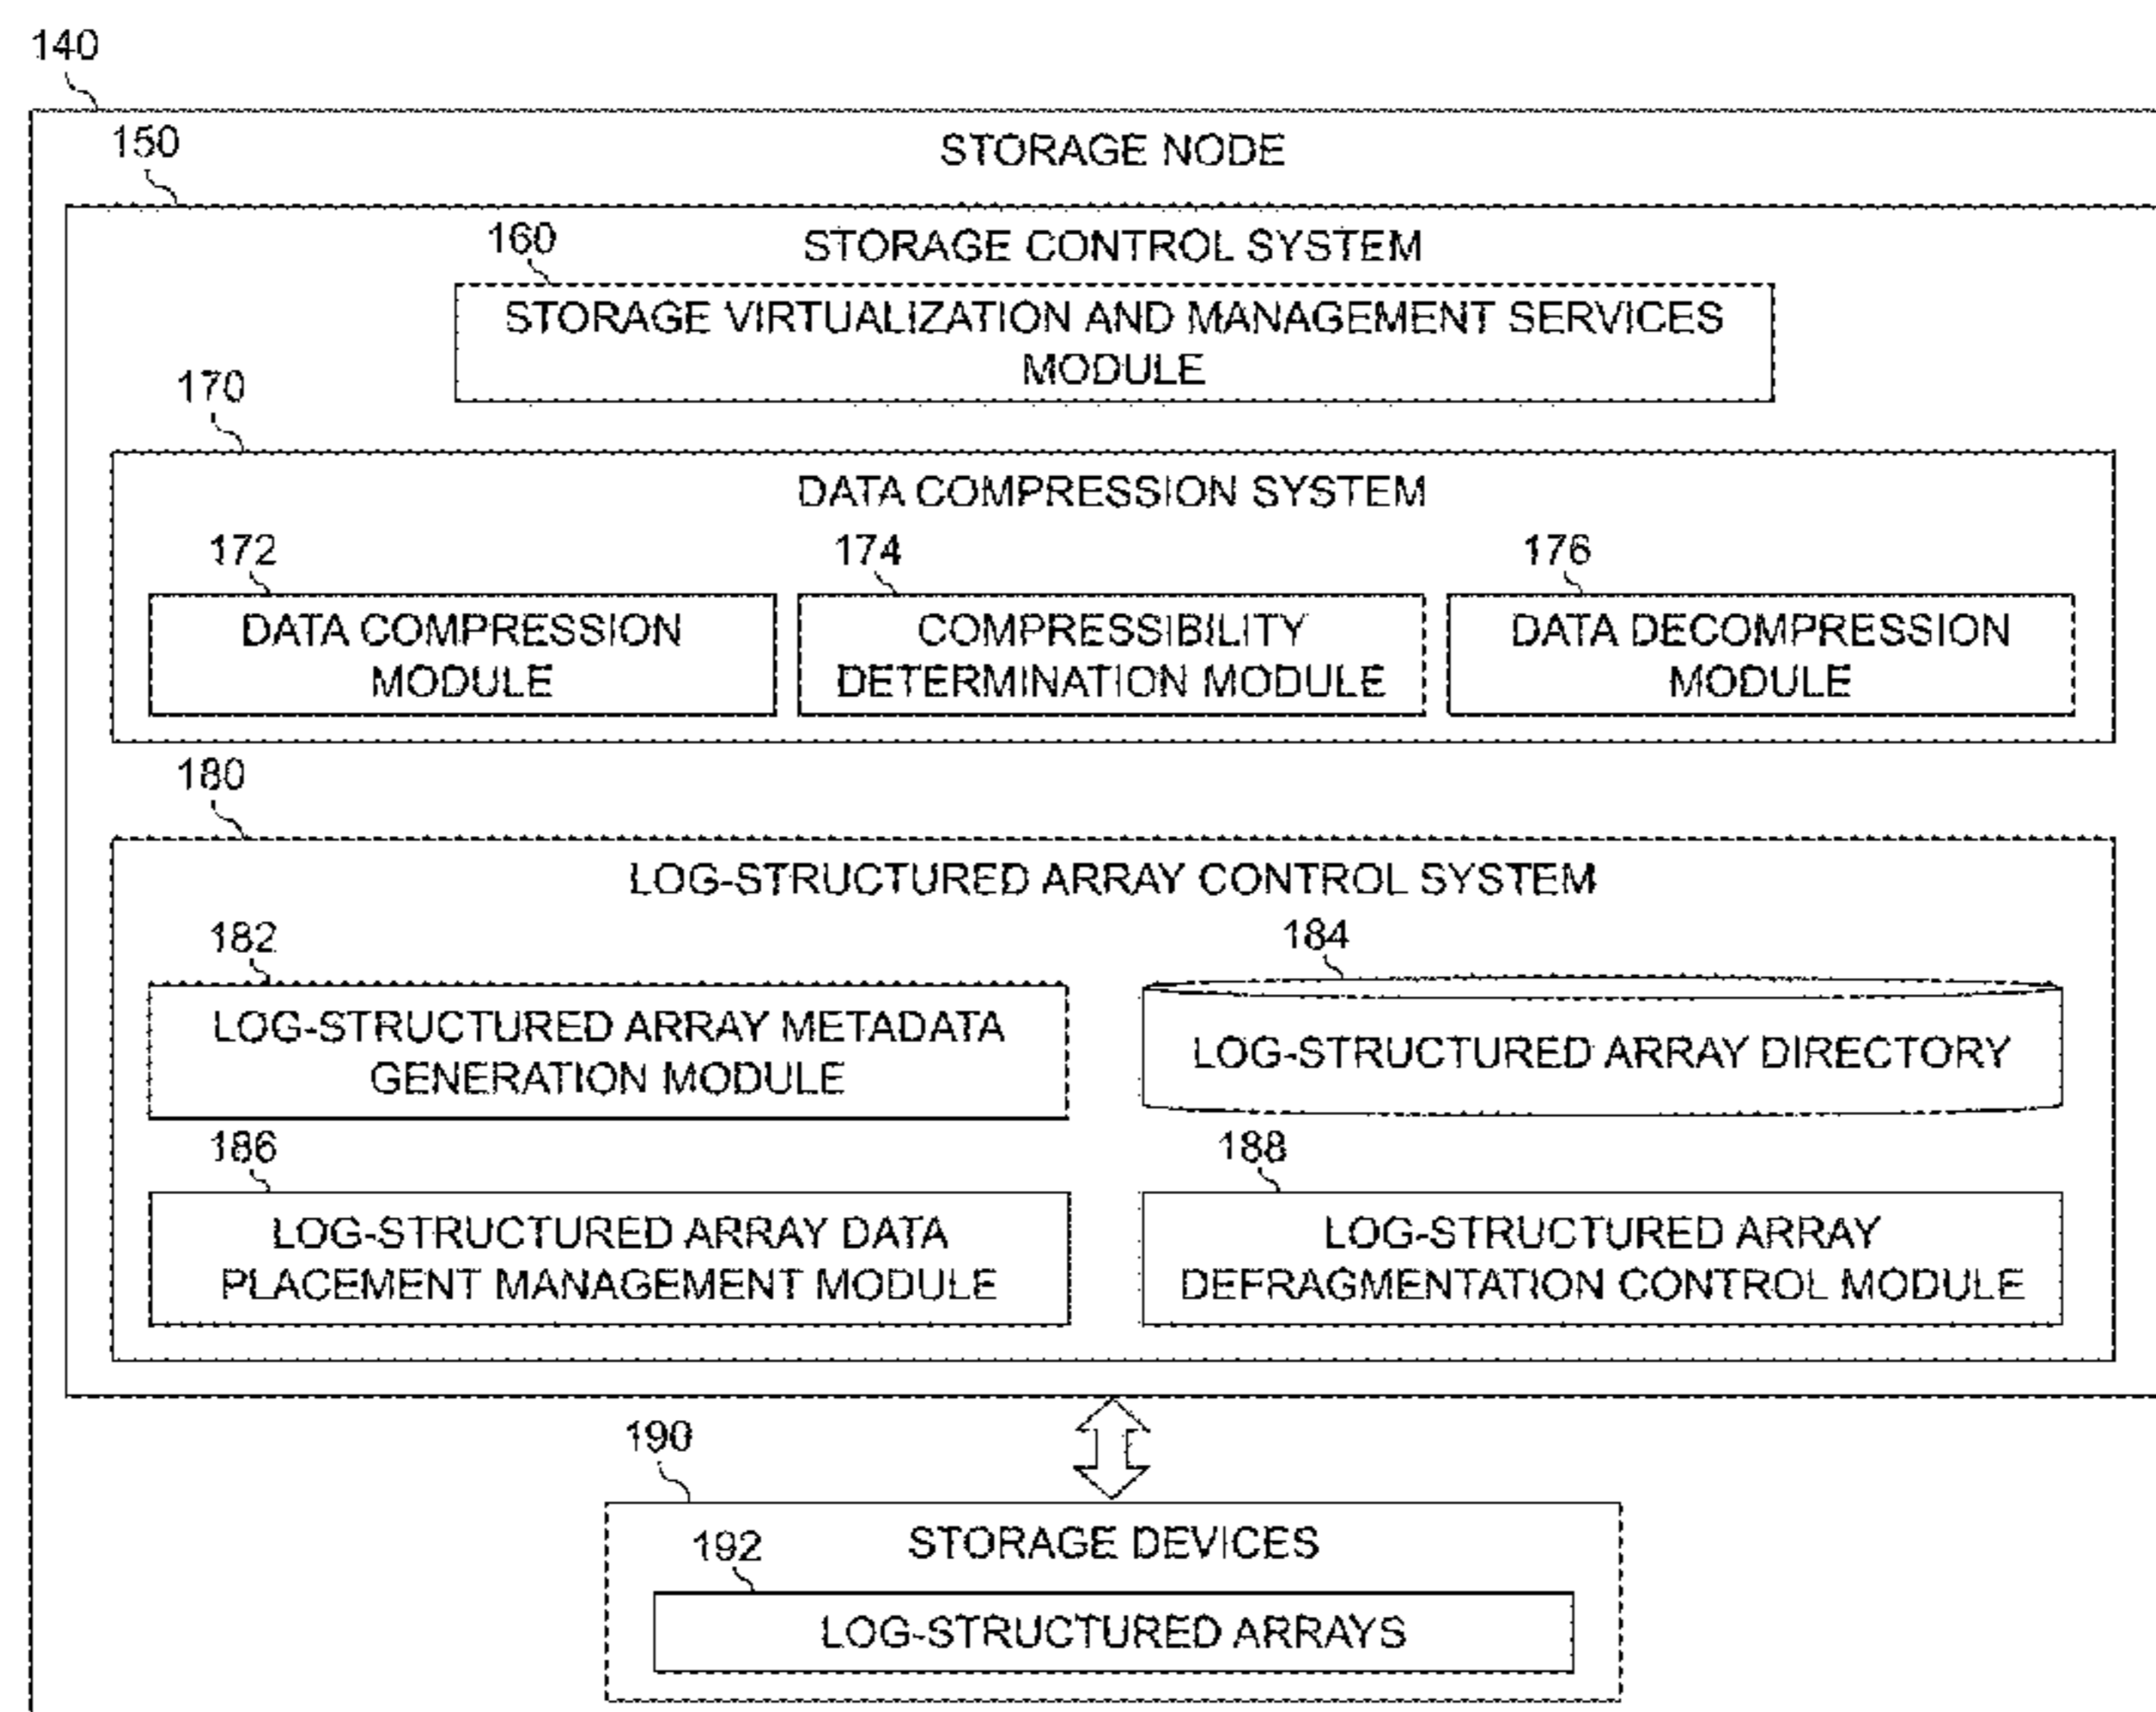 140
150
STORAGE NODE
160
STORAGE CONTROL SYSTEM
STORAGE VIRTUALIZATION AND MANAGEMENT SERVICES
MODULE
170
DATA COMPRESSION SYSTEM
172
174
176
DATA COMPRESSION
MODULE
COMPRESSIBILITY
DETERMINATION MODULE
DATA DECOMPRESSION
MODULE
180
LOG-STRUCTURED ARRAY CONTROL SYSTEM
182
184
LOG-STRUCTURED ARRAY METADATA
GENERATION MODULE
LOG-STRUCTURED ARRAY DIRECTORY
186
188
LOG-STRUCTURED ARRAY DATA
PLACEMENT MANAGEMENT MODULE
LOG-STRUCTURED ARRAY
DEFRAGMENTATION CONTROL MODULE
190
STORAGE DEVICES
192
LOG-STRUCTURED ARRAYS